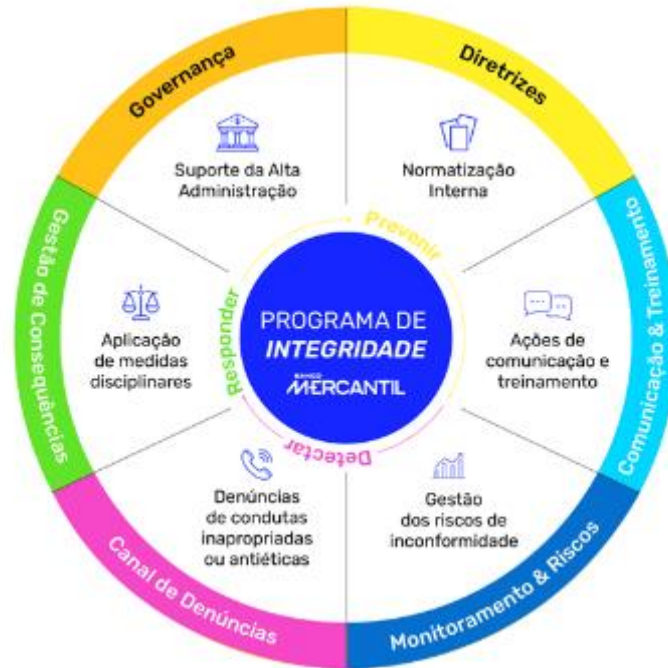 Governança
Diretrizes
Suporte da Alta
Administração
Normatização
Interna
Gestão de Consequências
Comunicação & Treinamento
Prevenir
Responder
Detectar
PROGRAMA DE
INTEGRIDADE
BANCO
MERCANTIL
Aplicação
de medidas
disciplinares
Ações de
comunicação e
treinamento
Denúncias
de condutas
inapropriadas
ou antiéticas
Gestão
dos riscos de
inconformidade
Canal de Denúncias
Monitoramento & Riscos